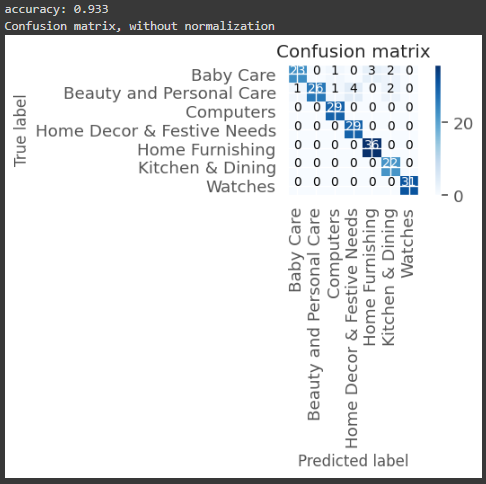 accuracy: 0.933
Confusion matrix, without normalization
Confusion matrix
True label
Baby Care 23 0 1 0 3 2 0
Beauty and Personal Care 1 26 1 4 0 2 0
Computers 0 0 29 0 0 0 0
Home Decor & Festive Needs 0 0 0 29 0 0 0
Home Furnishing 0 0 0 0 36 0 0
Kitchen & Dining 0 0 0 0 0 22 0
Watches 0 0 0 0 0 0 31
20
0
Baby Care
Beauty and Personal Care
Computers
Home Decor & Festive Needs
Home Furnishing
Kitchen & Dining
Watches
Predicted label